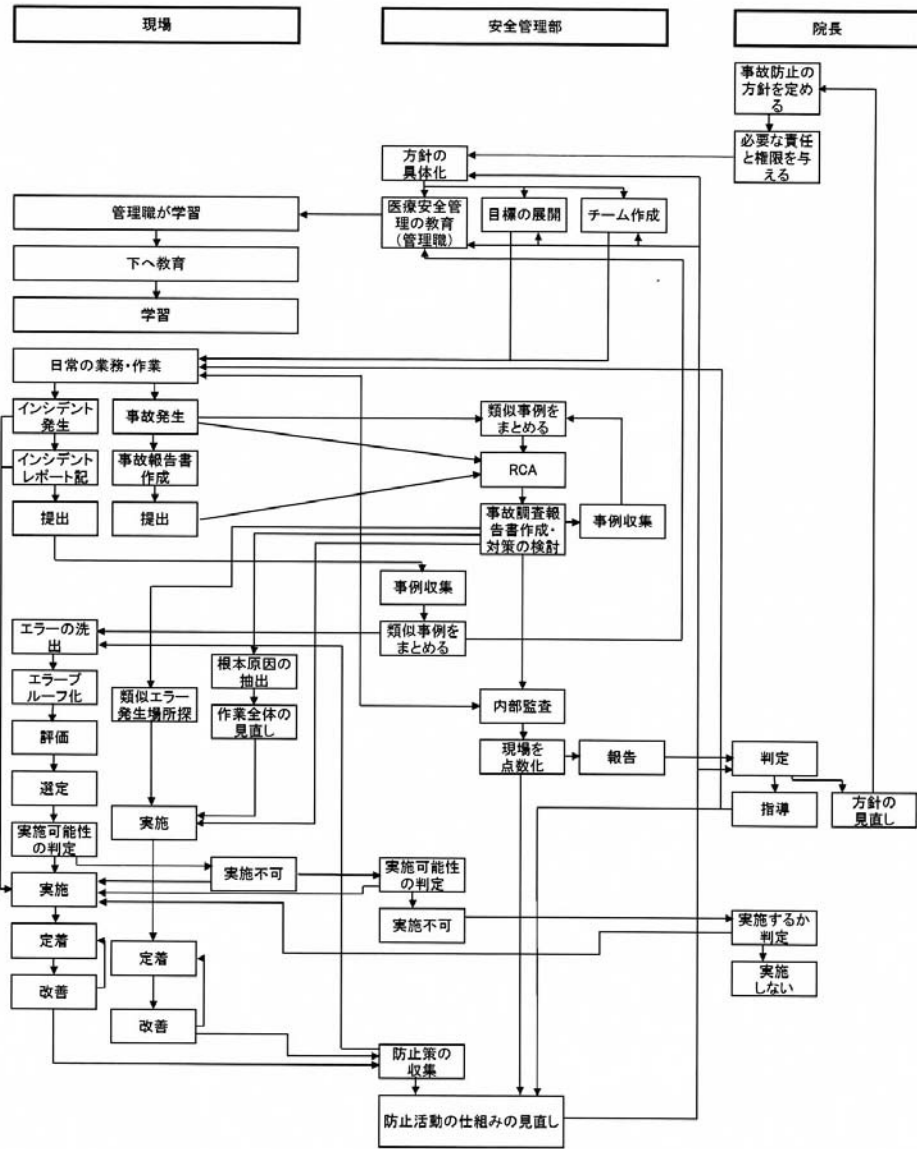 現場
安全管理部
院長
事故防止の
方針を定め
る
必要な責任
と権限を与
える
方針の
具体化
医療安全管
理の教育
(管理職)
目標の展開
チーム作成
管理職が学習
下へ教育
学習
日常の業務・作業
インシデント
発生
事故発生
類似事例を
まとめる
インシデント
レポート記
事故報告書
作成
RCA
提出
提出
事故調査報
告書作成・
対策の検討
事例収集
事例収集
類似事例を
まとめる
エラーの洗
出
エラープ
ルーフ化
類似エラー
発生場所探
根本原因の
抽出
作業全体の
見直し
内部監査
評価
現場を
点数化
報告
判定
選定
実施
指導
方針の
見直し
実施可能性
の判定
実施不可
実施可能性
の判定
実施
実施不可
実施するか
判定
定着
定着
実施
しない
改善
改善
防止策の
収集
防止活動の仕組みの見直し